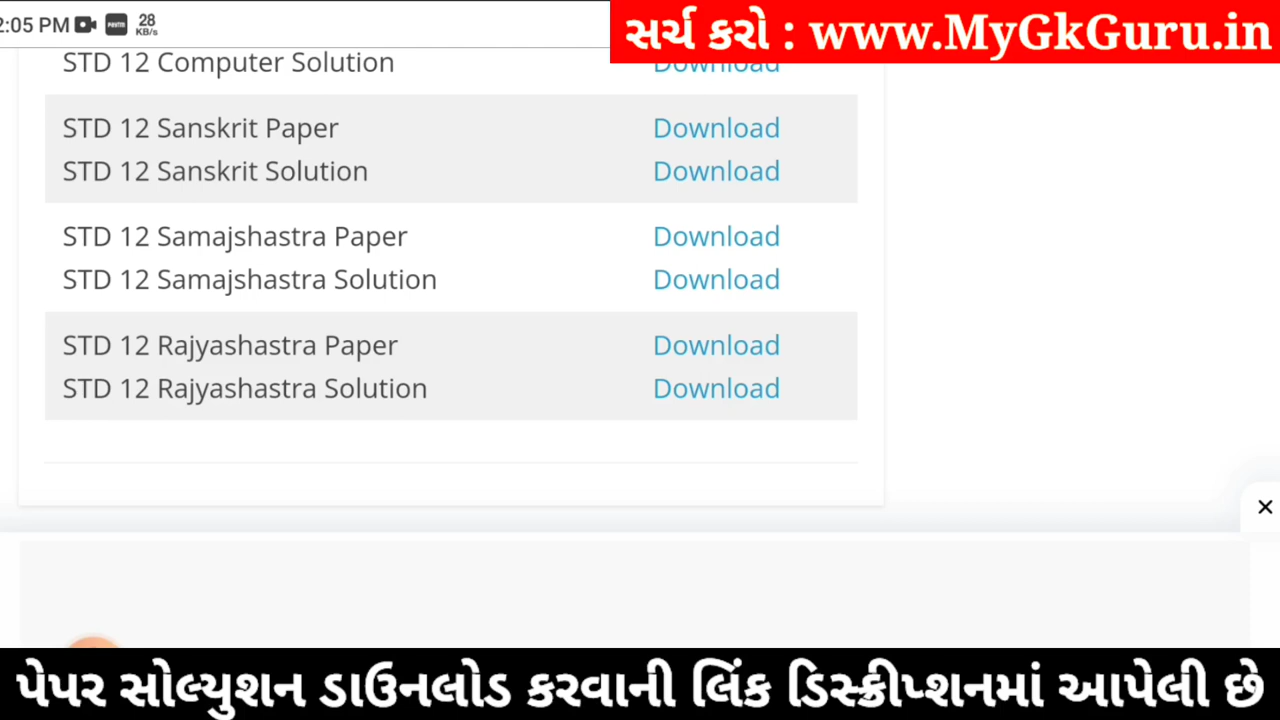 2:05 PM paytm 28 KB/s
સર્ચ કરો : www.MyGkGuru.in
STD 12 Computer Solution Download
STD 12 Sanskrit Paper Download
STD 12 Sanskrit Solution Download
STD 12 Samajshastra Paper Download
STD 12 Samajshastra Solution Download
STD 12 Rajyashastra Paper Download
STD 12 Rajyashastra Solution Download
પેપર સોલ્યુશન ડાઉનલોડ કરવાની લિંક ડિસ્ક્રીપ્શનમાં આપેલી છે